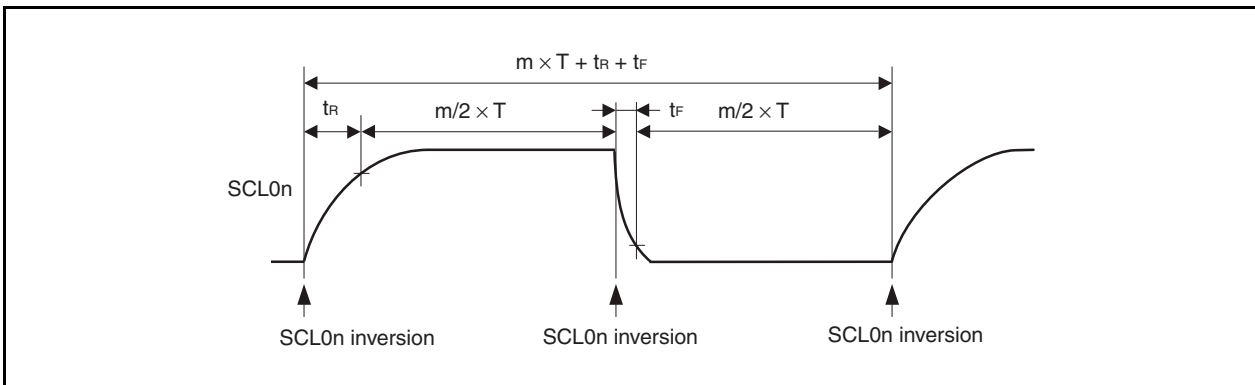 m × T + tR + tF
tR
m/2 × T
tF
m/2 × T
SCL0n
SCL0n inversion
SCL0n inversion
SCL0n inversion